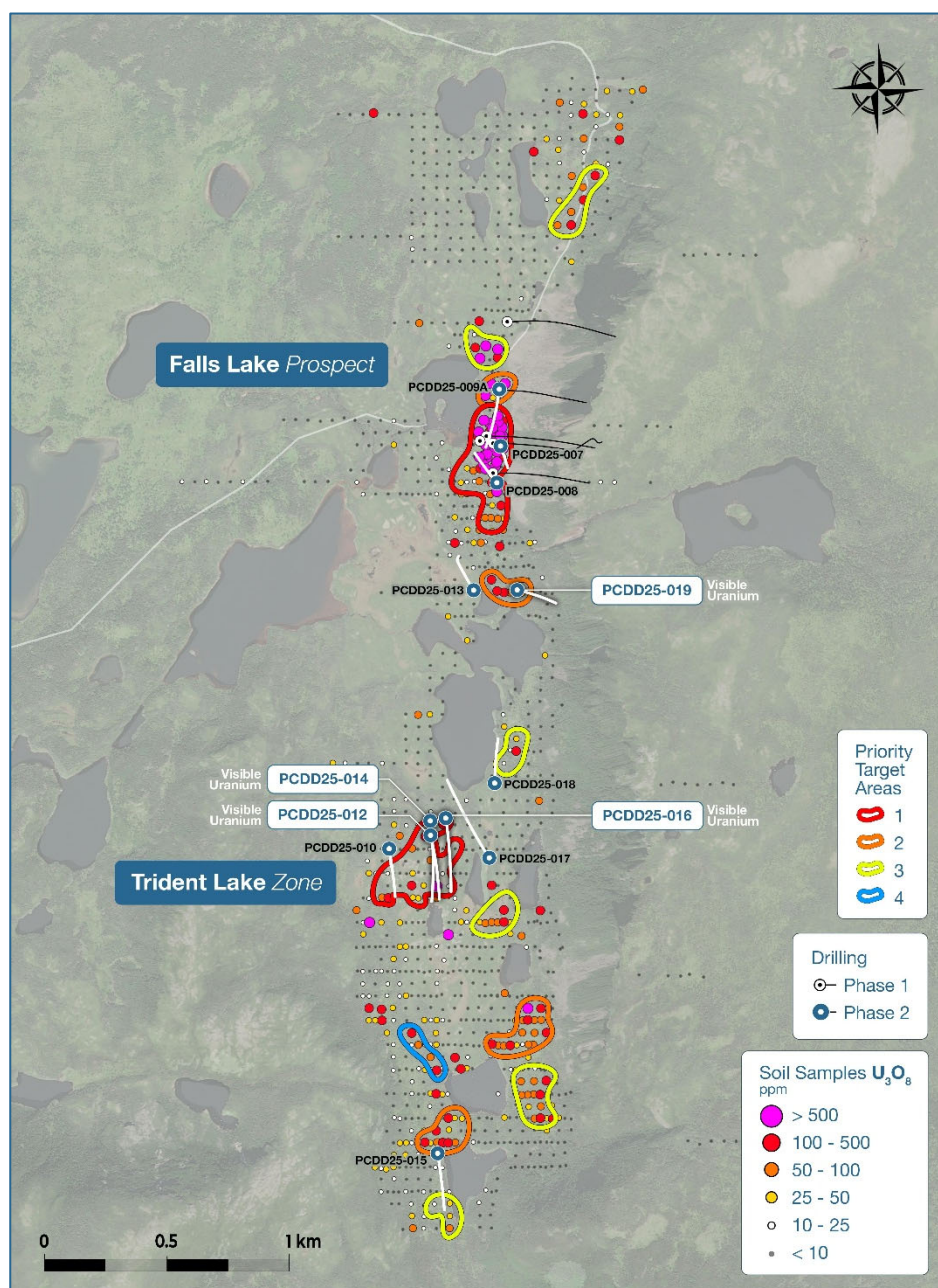 Falls Lake Prospect
PCDD25-009A
PCDD25-007
PCDD25-008
PCDD25-013
PCDD25-019
Visible
Uranium
Visible
Uranium
PCDD25-014
PCDD25-018
Visible
Uranium
PCDD25-012
PCDD25-016
Visible
Uranium
PCDD25-010
PCDD25-017
Trident Lake Zone
PCDD25-015
Priority
Target
Areas
1
2
3
4
Drilling
Phase 1
Phase 2
Soil Samples U₃O₈
ppm
> 500
100 - 500
50 - 100
25 - 50
10 - 25
< 10
0 0.5 1 km